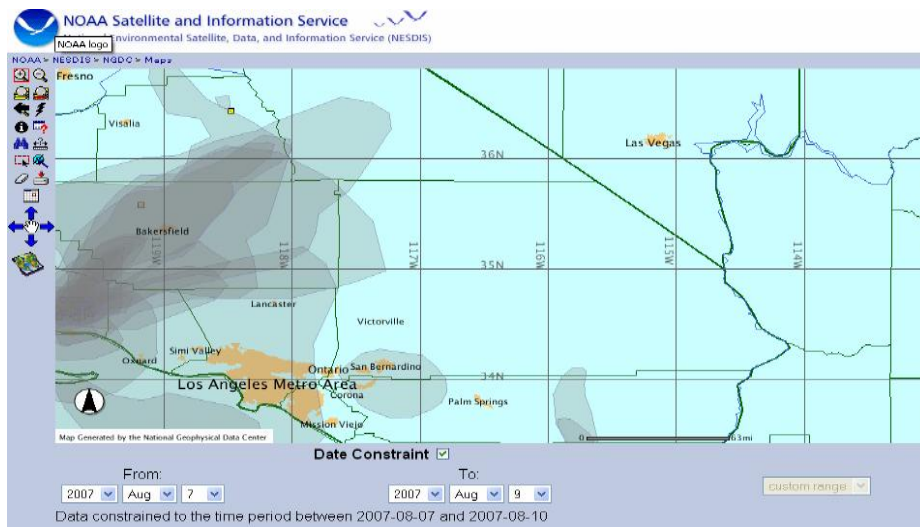 NOAA Satellite and Information Service
National Environmental Satellite, Data, and Information Service (NESDIS)
NOAA logo
NOAA > NESDIS > NGDC > Maps
Fresno
Visalia
Las Vegas
36N
Bakersfield
119W
118W
117W
116W
115W
114W
35N
Lancaster
Victorville
Oxnard
Simi Valley
Ontario
San Bernardino
Los Angeles Metro Area
34N
Corona
Palm Springs
Mission Viejo
Map Generated by the National Geophysical Data Center
0
63mi
Date Constraint
From:
To:
2007 Aug 7
2007 Aug 9
custom range
Data constrained to the time period between 2007-08-07 and 2007-08-10